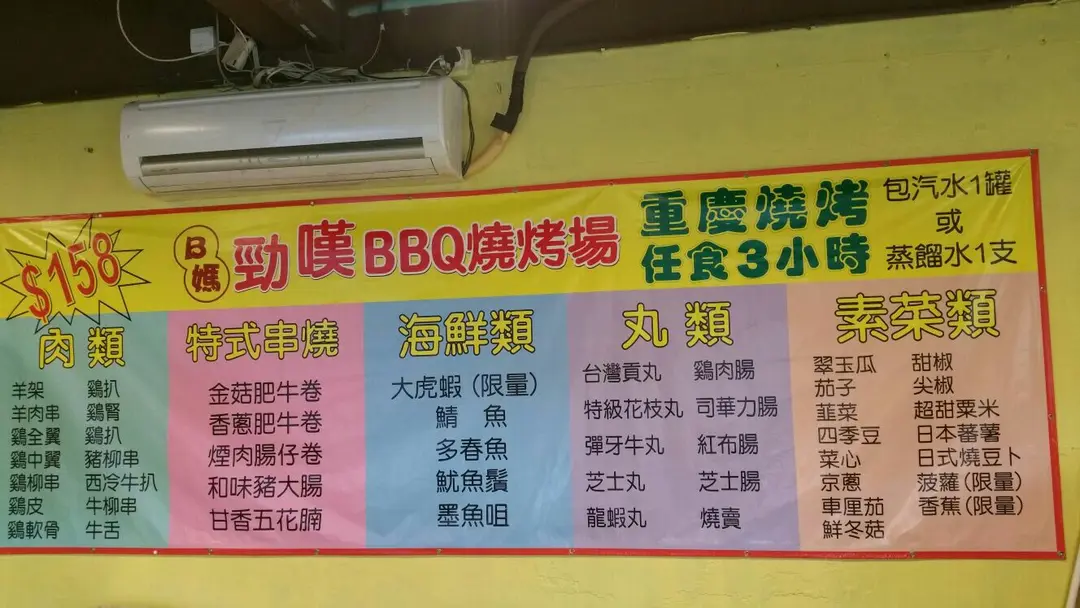 $158
B媽
勁嘆BBQ燒烤場
重慶燒烤
任食3小時
包汽水1罐
或
蒸餾水1支
肉類
羊架 鷄扒
羊肉串 鷄腎
鷄全翼 鷄扒
鷄中翼 豬柳串
鷄柳串 西冷牛扒
鷄皮 牛柳串
鷄軟骨 牛舌
特式串燒
金菇肥牛卷
香蔥肥牛卷
煙肉腸仔卷
和味豬大腸
甘香五花腩
海鮮類
大虎蝦(限量)
鯖魚
多春魚
魷魚鬚
墨魚咀
丸類
台灣貢丸 鷄肉腸
特級花枝丸 司華力腸
彈牙牛丸 紅布腸
芝士丸 芝士腸
龍蝦丸 燒賣
素菜類
翠玉瓜 甜椒
茄子 尖椒
韮菜 超甜粟米
四季豆 日本蕃薯
菜心 日式燒豆卜
京蔥 菠蘿(限量)
車厘茄 香蕉(限量)
鮮冬菇